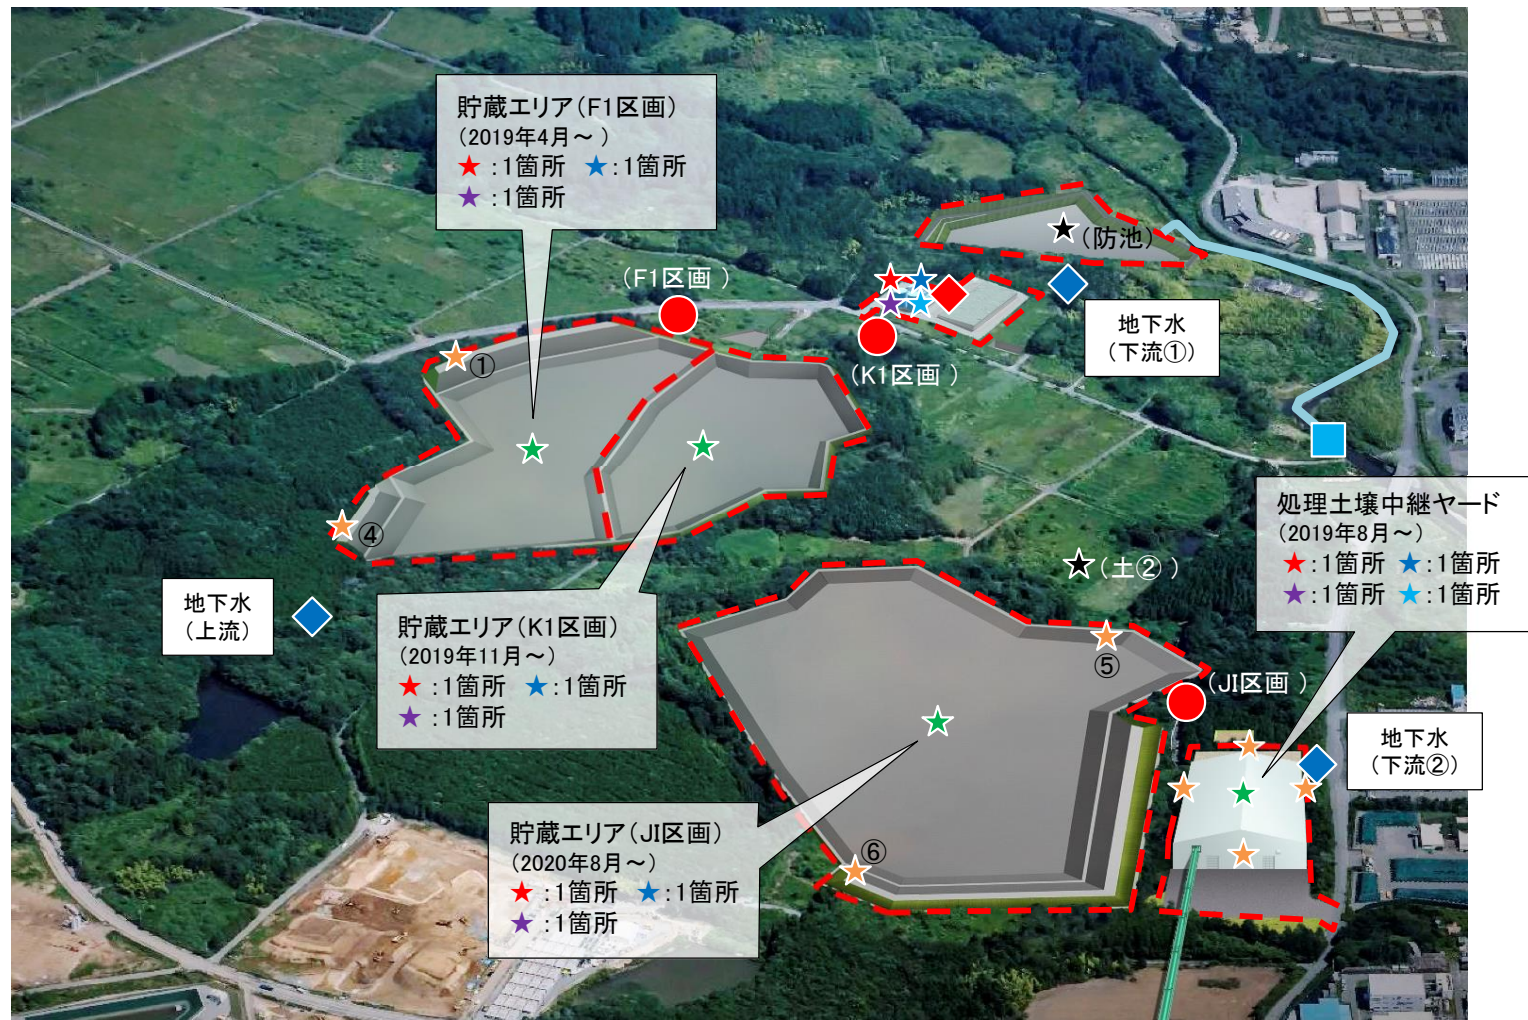 貯蔵エリア（F1区画）
（2019年4月～ ）
★：1箇所 ★：1箇所
★：1箇所
（F1区画 ）
（防池）
地下水
（下流①）
（K1区画 ）
①
④
処理土壌中継ヤード
（2019年8月～）
★：1箇所 ★：1箇所
★：1箇所 ★：1箇所
（土②）
地下水
（上流）
貯蔵エリア（K1区画）
（2019年11月～）
★：1箇所 ★：1箇所
★：1箇所
⑤
（JI区画 ）
地下水
（下流②）
貯蔵エリア（JI区画）
（2020年8月～）
★：1箇所 ★：1箇所
★：1箇所
⑥